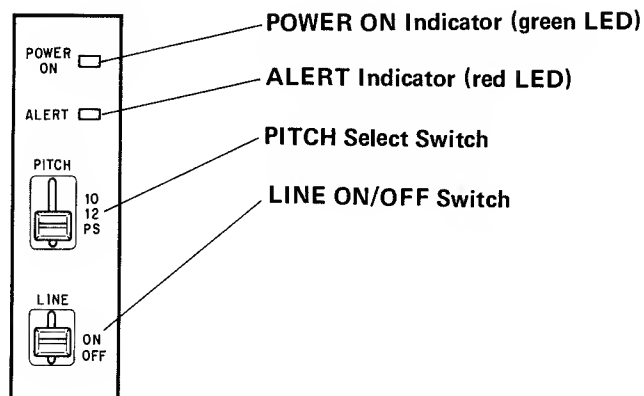 POWER ON Indicator (green LED)
POWER
ON
ALERT Indicator (red LED)
ALERT
PITCH Select Switch
PITCH
10
12
PS
LINE ON/OFF Switch
LINE
ON
OFF